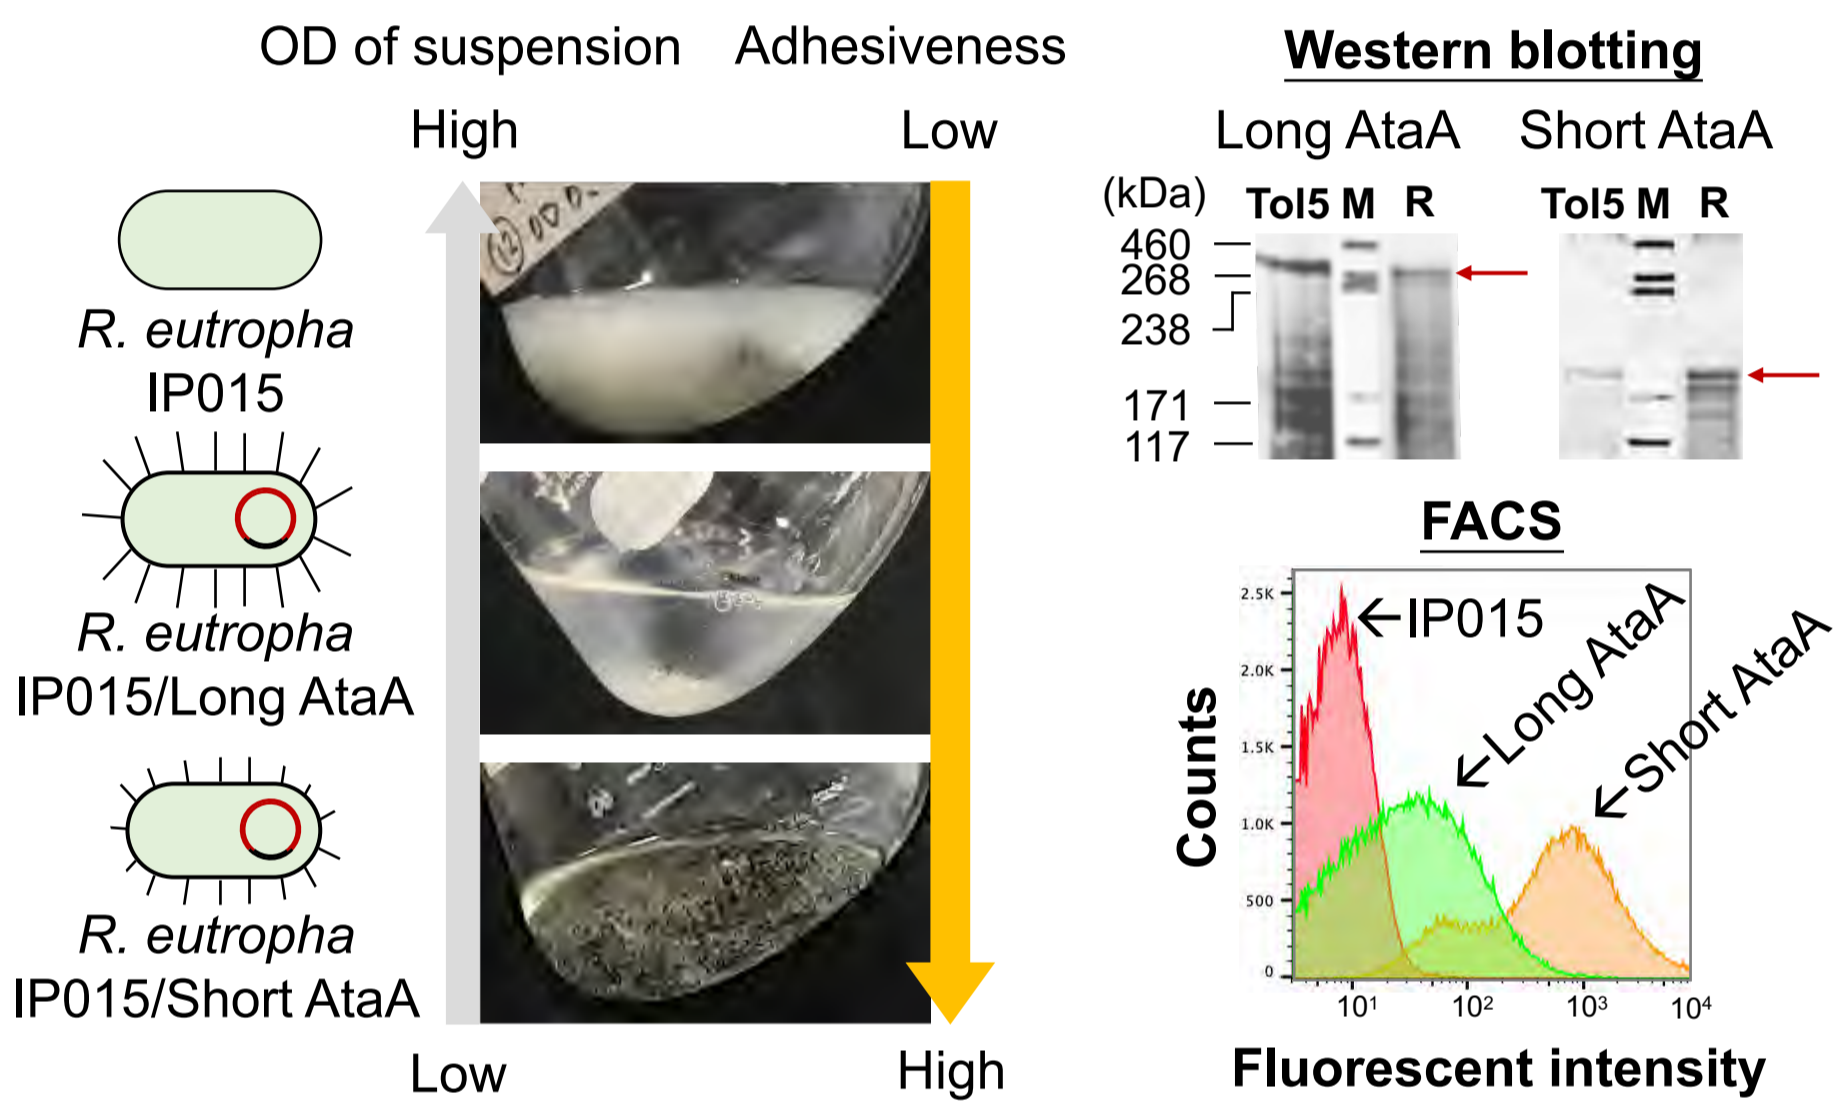 OD of suspension
Adhesiveness
High
Low
R. eutropha
IP015
R. eutropha
IP015/Long AtaA
R. eutropha
IP015/Short AtaA
Low
High
Western blotting
Long AtaA
Short AtaA
(kDa)
Tol5 M R
Tol5 M R
460
268
238
171
117
FACS
2.5K
2.0K
1.5K
1.0K
500
0
←IP015
←Long AtaA
←Short AtaA
Counts
10¹ 10² 10³ 10⁴
Fluorescent intensity